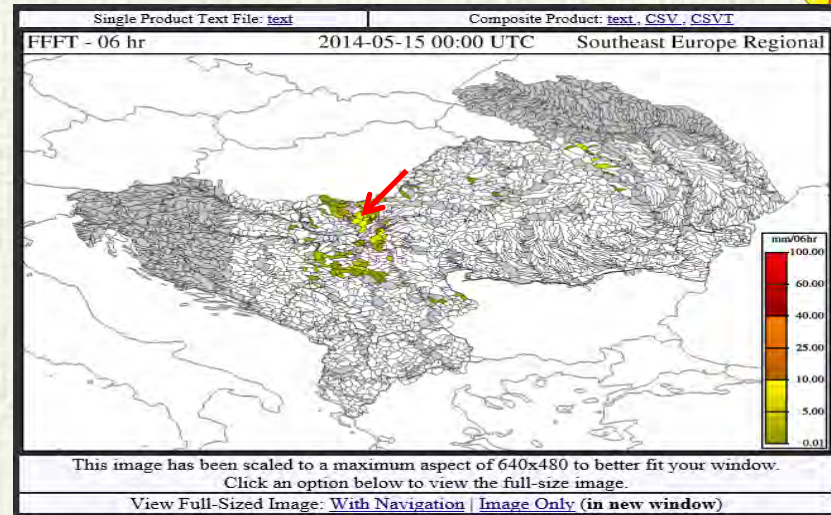 Single Product Text File: text
Composite Product: text , CSV , CSVT
FFFT - 06 hr 2014-05-15 00:00 UTC Southeast Europe Regional
mm/06hr
100.00
60.00
40.00
25.00
10.00
5.00
0.01
This image has been scaled to a maximum aspect of 640x480 to better fit your window.
Click an option below to view the full-size image.
View Full-Sized Image: With Navigation | Image Only (in new window)